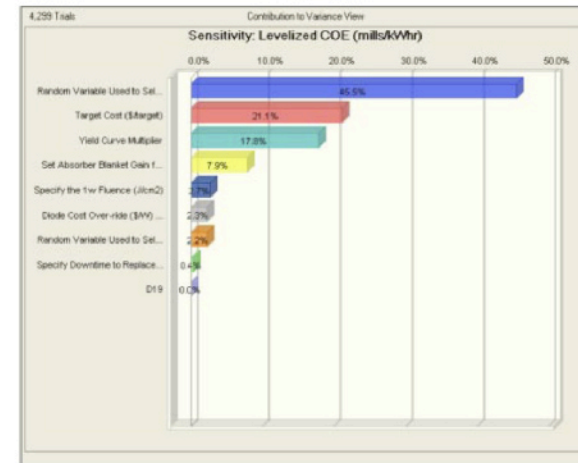 4,299 Trials
Contribution to Variance View
Sensitivity: Levelized COE (mills/kWhr)
0.0% 10.0% 20.0% 30.0% 40.0% 50.0%
Random Variable Used to Sel... 45.5%
Target Cost ($/target) 21.1%
Yield Curve Multiplier 17.8%
Set Absorber Blanket Gain f... 7.9%
Specify the 1w Fluence (J/cm2) 2.7%
Diode Cost Over-ride ($/W) ... 2.3%
Random Variable Used to Sel... 2.2%
Specify Downtime to Replace... 0.4%
D19 0.0%